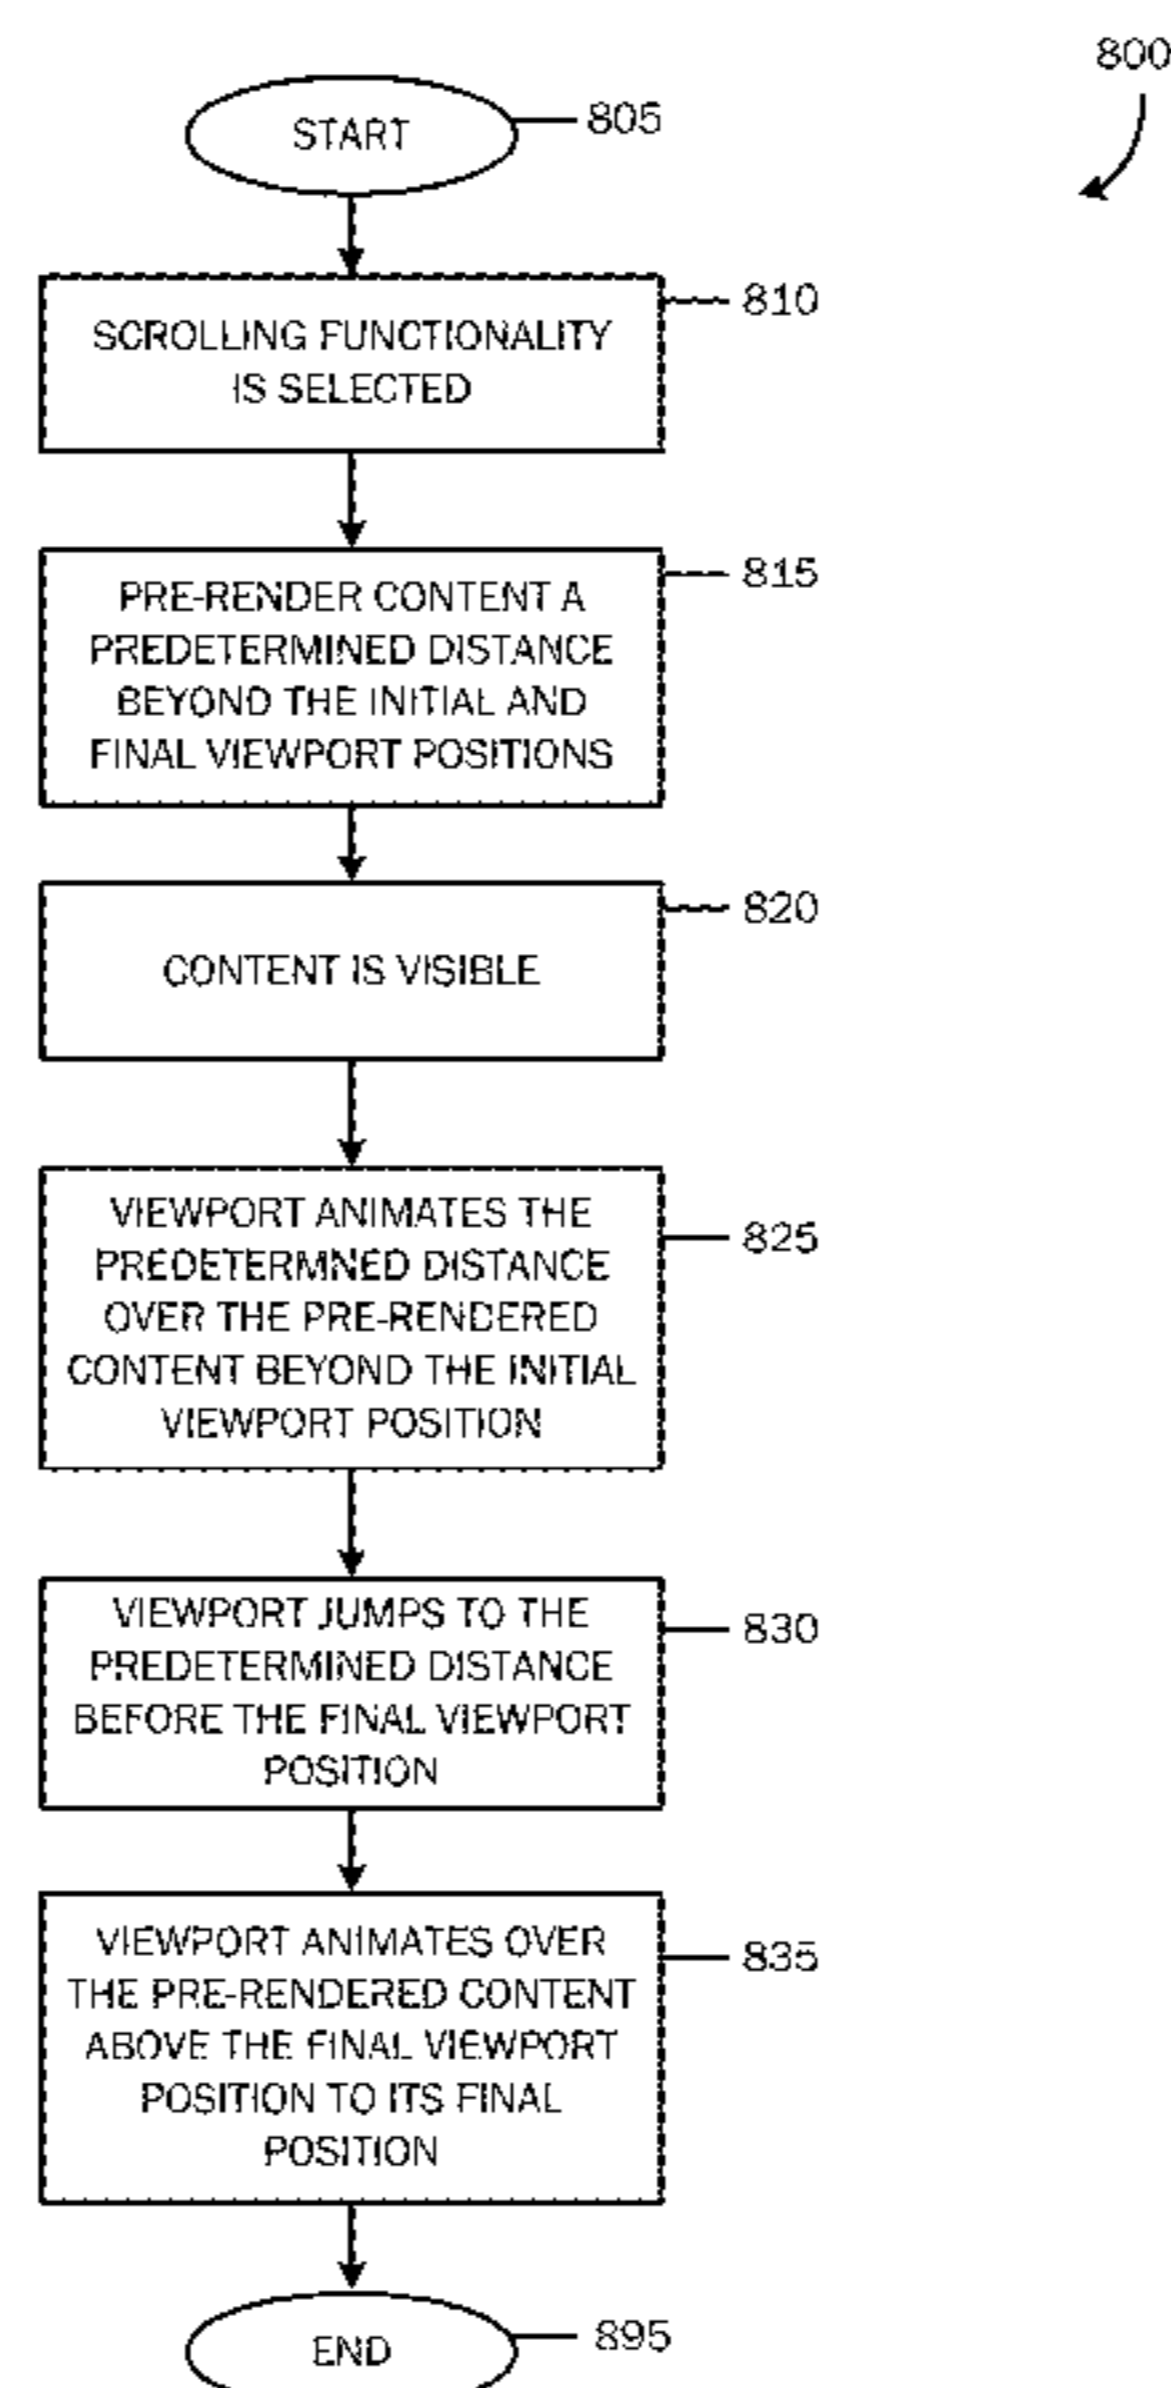 800
START
805
SCROLLING FUNCTIONALITY
IS SELECTED
810
PRE-RENDER CONTENT A
PREDETERMINED DISTANCE
BEYOND THE INITIAL AND
FINAL VIEWPORT POSITIONS
815
CONTENT IS VISIBLE
820
VIEWPORT ANIMATES THE
PREDETERMNED DISTANCE
OVER THE PRE-RENDERED
CONTENT BEYOND THE INITIAL
VIEWPORT POSITION
825
VIEWPORT JUMPS TO THE
PREDETERMINED DISTANCE
BEFORE THE FINAL VIEWPORT
POSITION
830
VIEWPORT ANIMATES OVER
THE PRE-RENDERED CONTENT
ABOVE THE FINAL VIEWPORT
POSITION TO ITS FINAL
POSITION
835
END
895